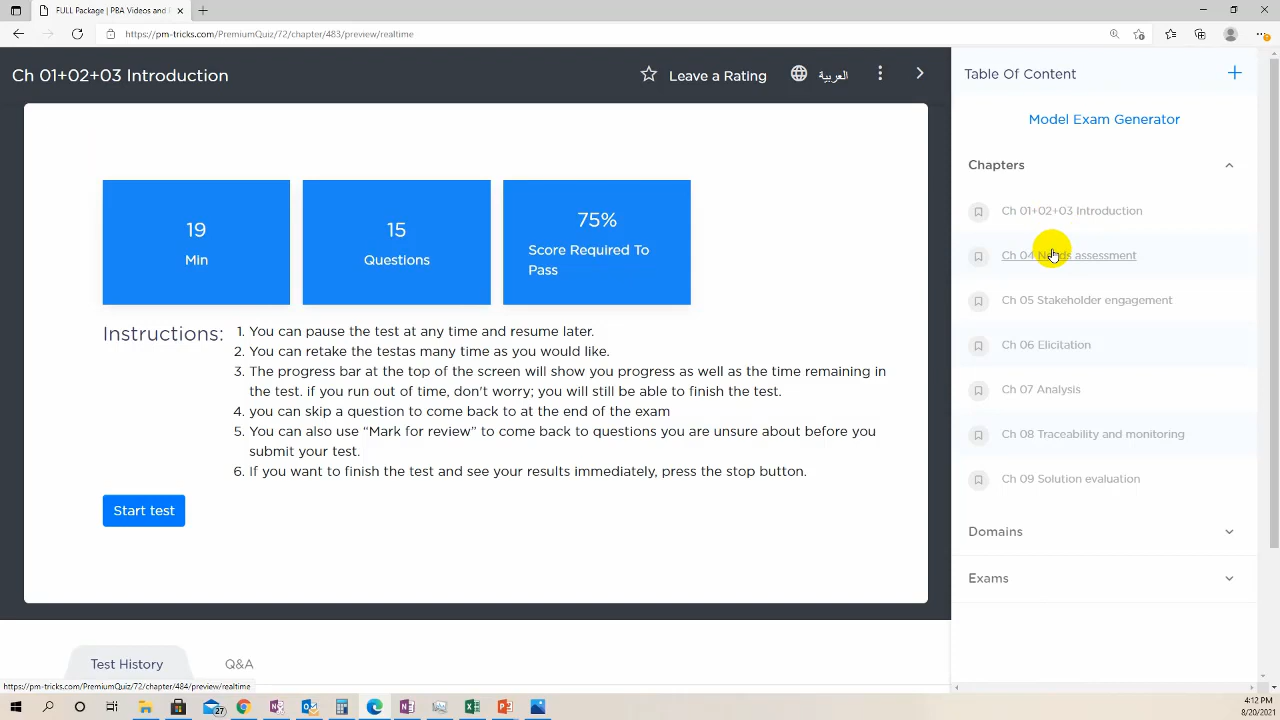 FULL Package | PBA Videos and
https://pm-tricks.com/PremiumQuiz/72/chapter/483/preview/realtime
Ch 01+02+03 Introduction
Leave a Rating
العربية
Table Of Content
Model Exam Generator
Chapters
Ch 01+02+03 Introduction
Ch 04 Needs assessment
Ch 05 Stakeholder engagement
Ch 06 Elicitation
Ch 07 Analysis
Ch 08 Traceability and monitoring
Ch 09 Solution evaluation
Domains
Exams
19
Min
15
Questions
75%
Score Required To
Pass
Instructions:
1. You can pause the test at any time and resume later.
2. You can retake the testas many time as you would like.
3. The progress bar at the top of the screen will show you progress as well as the time remaining in
the test. if you run out of time, don't worry; you will still be able to finish the test.
4. you can skip a question to come back to at the end of the exam
5. You can also use “Mark for review” to come back to questions you are unsure about before you
submit your test.
6. If you want to finish the test and see your results immediately, press the stop button.
Start test
Test History
Q&A
https://pm-tricks.com/PremiumQuiz/72/chapter/484/preview/realtime
27
4:12 PM
8/20/2021